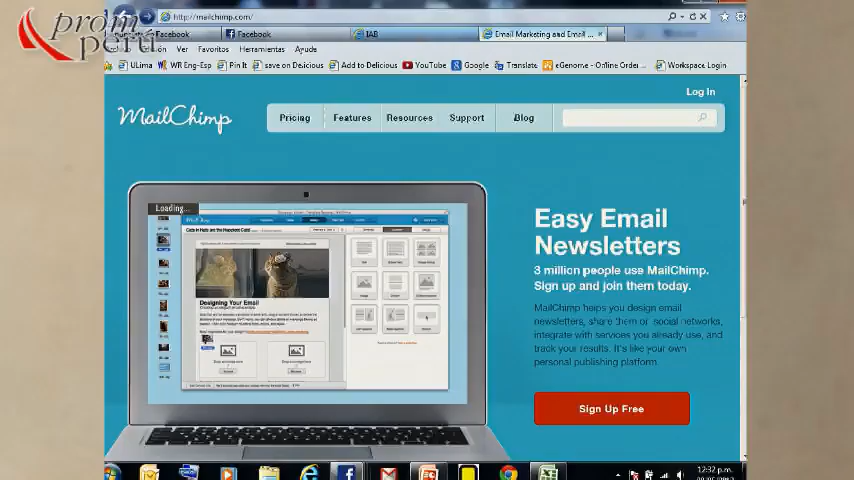 prom
perú
http://mailchimp.com/
Facebook
Facebook
IAB
Email Marketing and Email ...
Ver Favoritos Herramientas Ayuda
ULima WR Eng-Esp Pin It save on Delicious Add to Delicious YouTube Google Translate eGenome - Online Order ... Workspace Login
Log In
MailChimp
Pricing Features Resources Support Blog
Loading...
Easy Email
Newsletters
3 million people use MailChimp.
Sign up and join them today.
MailChimp helps you design email
newsletters, share them on social networks,
integrate with services you already use, and
track your results. It's like your own
personal publishing platform.
Designing Your Email
Sign Up Free
12:32 p.m.